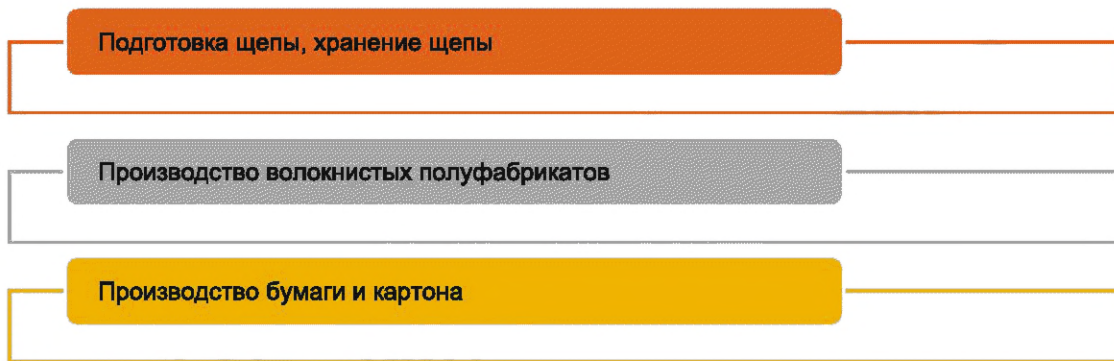 Подготовка щепы, хранение щепы
Производство волокнистых полуфабрикатов
Производство бумаги и картона